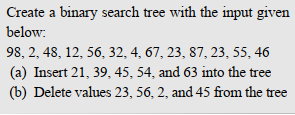 Create a binary search tree with the input given
below:
98, 2, 48, 12, 56, 32, 4, 67, 23, 87, 23, 55, 46
(a) Insert 21, 39, 45, 54, and 63 into the tree
(b) Delete values 23, 56, 2, and 45 from the tree